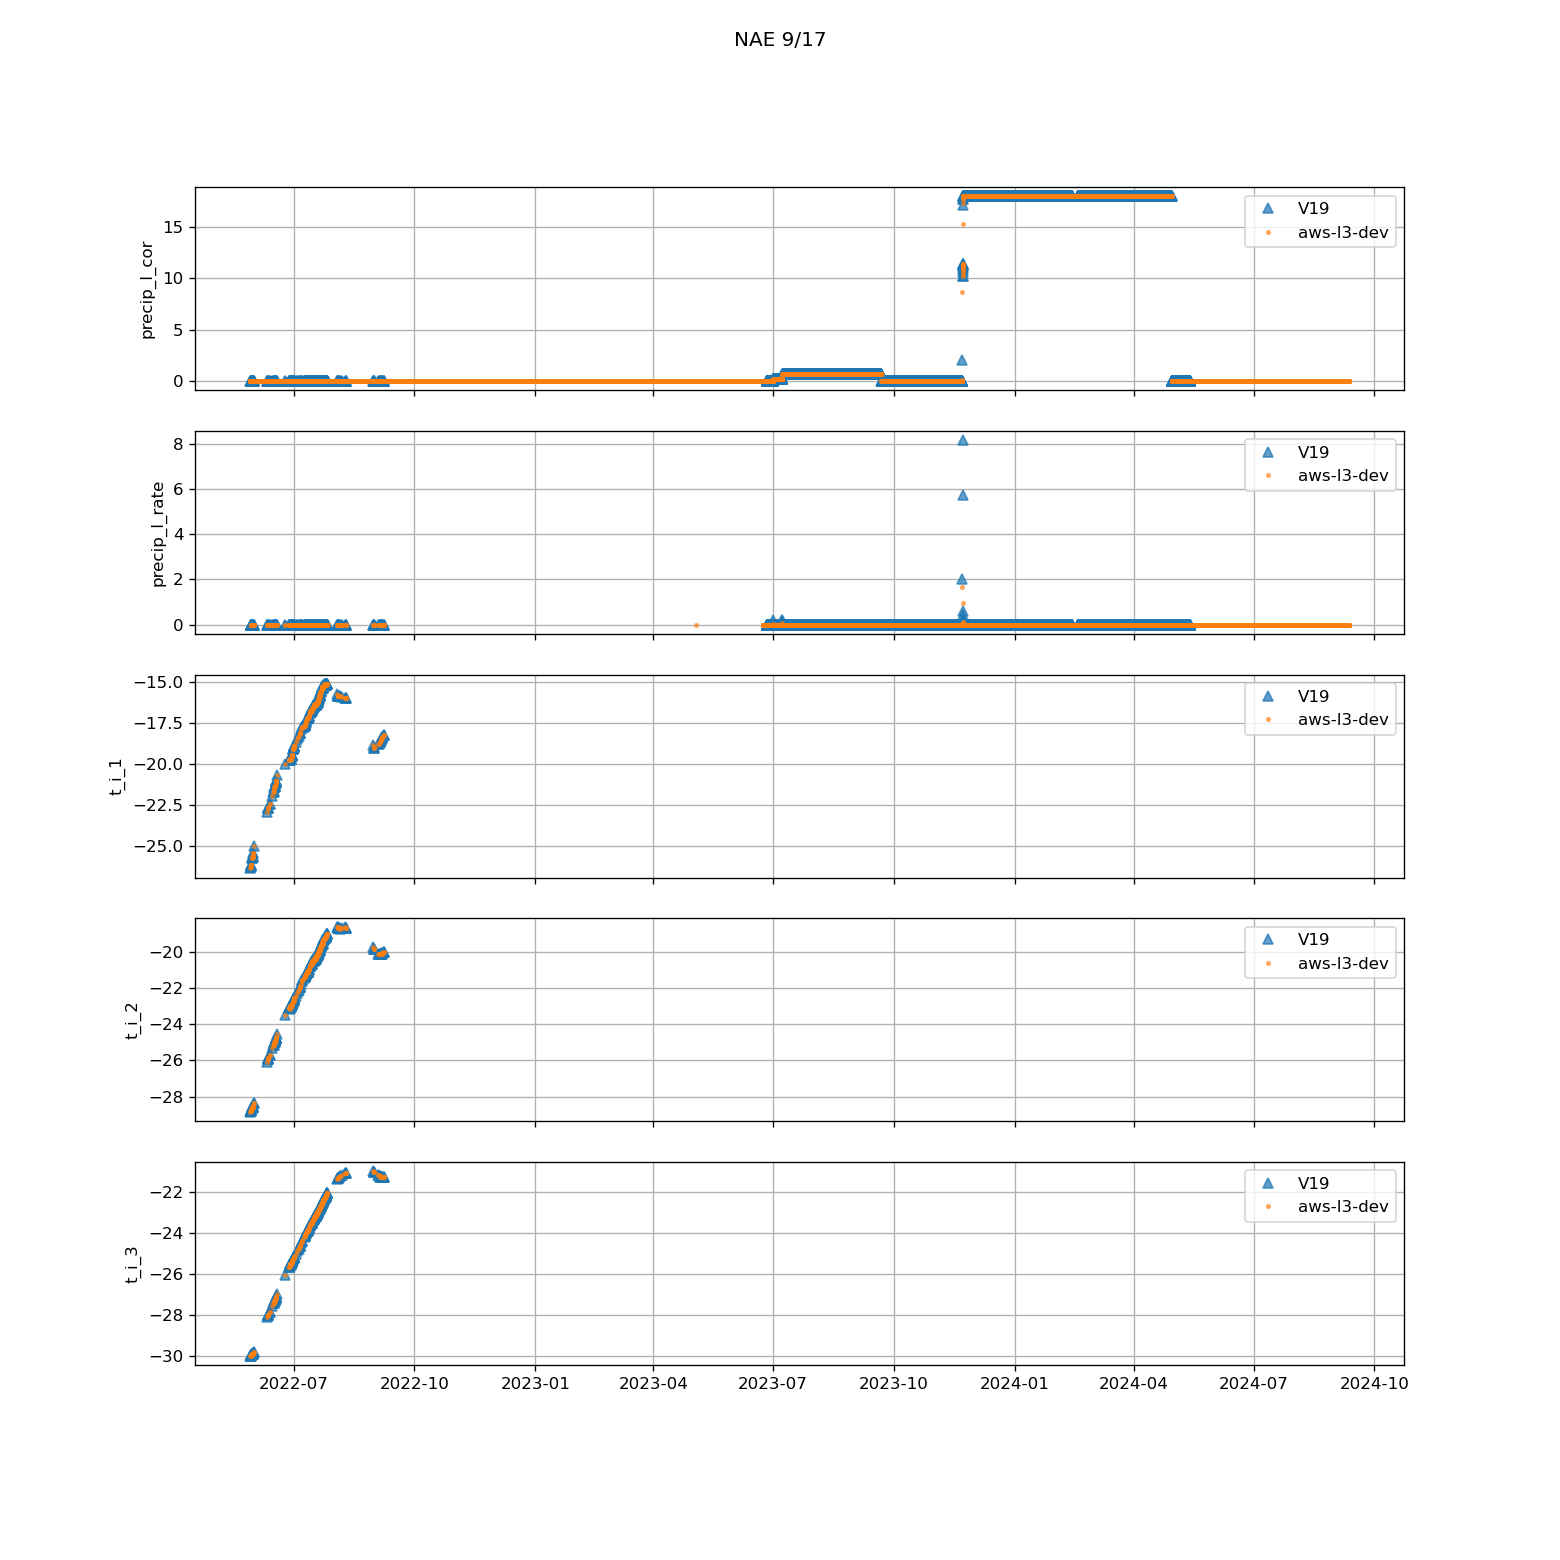 NAE 9/17
precip_l_cor
15
10
5
0
V19
aws-l3-dev
precip_l_rate
8
6
4
2
0
V19
aws-l3-dev
t_i_1
−15.0
−17.5
−20.0
−22.5
−25.0
V19
aws-l3-dev
t_i_2
−20
−22
−24
−26
−28
V19
aws-l3-dev
t_i_3
−22
−24
−26
−28
−30
V19
aws-l3-dev
2022-07 2022-10 2023-01 2023-04 2023-07 2023-10 2024-01 2024-04 2024-07 2024-10